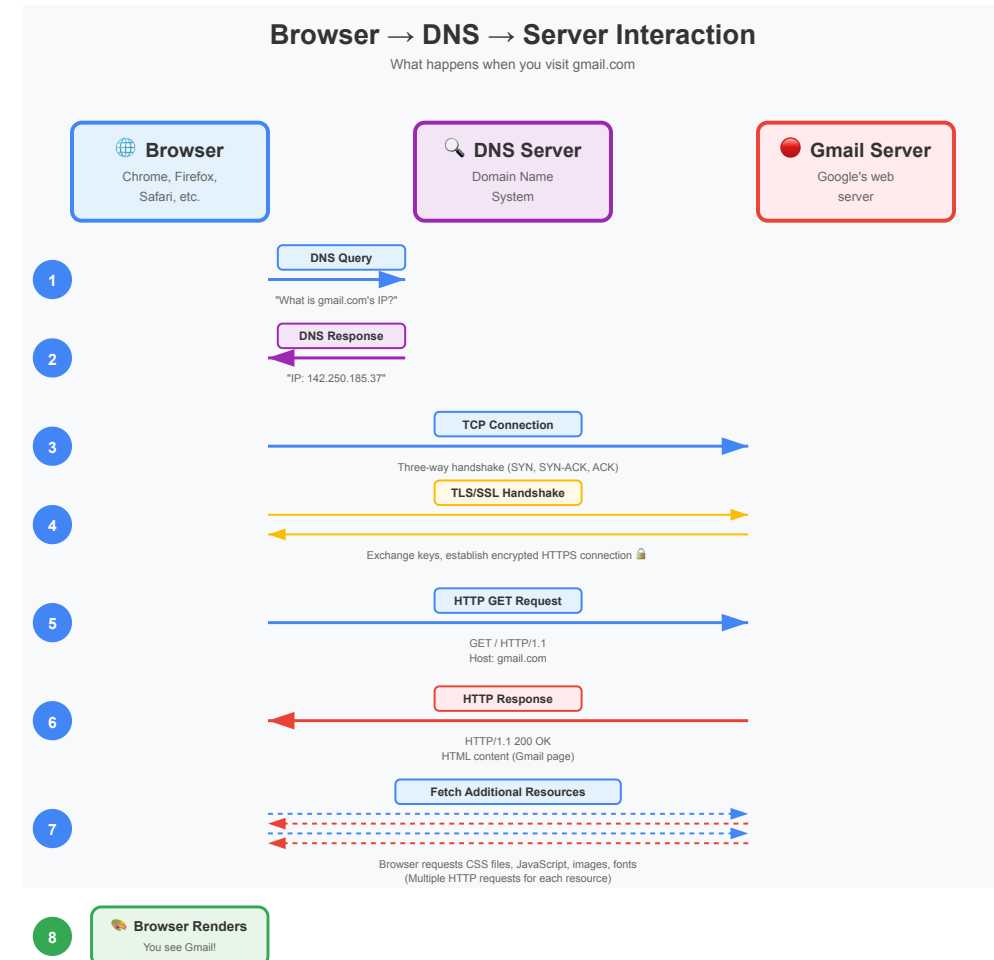 Browser → DNS → Server Interaction
What happens when you visit gmail.com
Browser
Chrome, Firefox,
Safari, etc.
DNS Server
Domain Name
System
Gmail Server
Google's web
server
1
DNS Query
"What is gmail.com's IP?"
2
DNS Response
"IP: 142.250.185.37"
3
TCP Connection
Three-way handshake (SYN, SYN-ACK, ACK)
4
TLS/SSL Handshake
Exchange keys, establish encrypted HTTPS connection 🔒
5
HTTP GET Request
GET / HTTP/1.1
Host: gmail.com
6
HTTP Response
HTTP/1.1 200 OK
HTML content (Gmail page)
7
Fetch Additional Resources
Browser requests CSS files, JavaScript, images, fonts
(Multiple HTTP requests for each resource)
8
Browser Renders
You see Gmail!